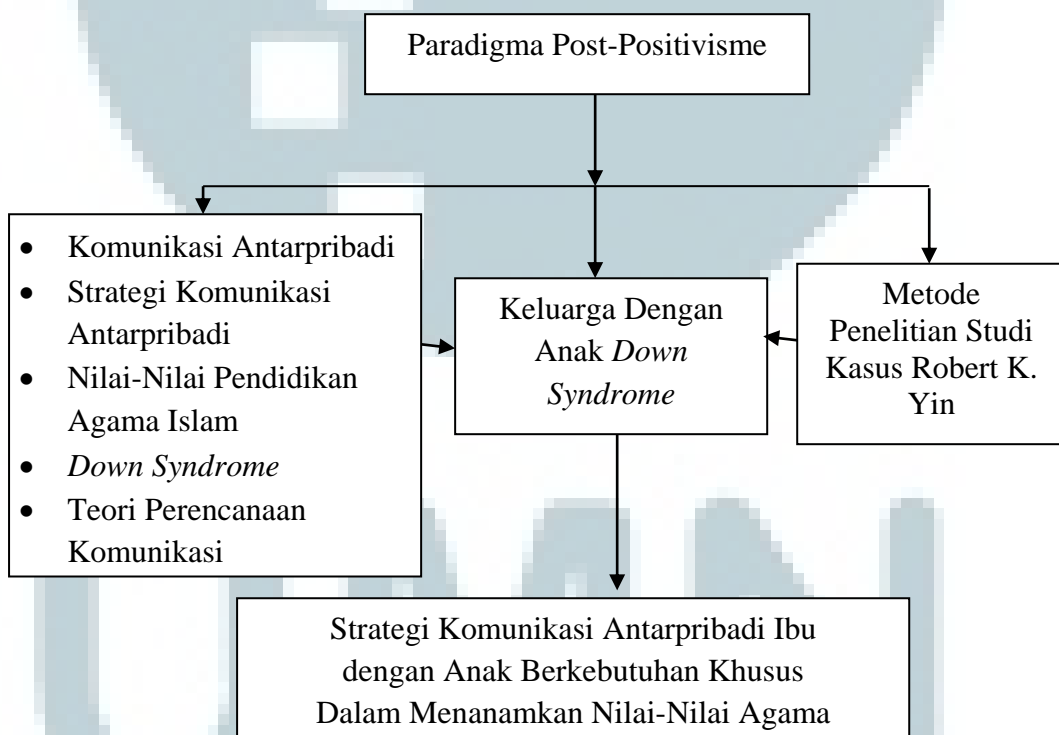 Paradigma Post-Positivisme
• Komunikasi Antarpribadi
• Strategi Komunikasi
Antarpribadi
• Nilai-Nilai Pendidikan
Agama Islam
• Down Syndrome
• Teori Perencanaan
Komunikasi
Keluarga Dengan
Anak Down
Syndrome
Metode
Penelitian Studi
Kasus Robert K.
Yin
Strategi Komunikasi Antarpribadi Ibu
dengan Anak Berkebutuhan Khusus
Dalam Menanamkan Nilai-Nilai Agama